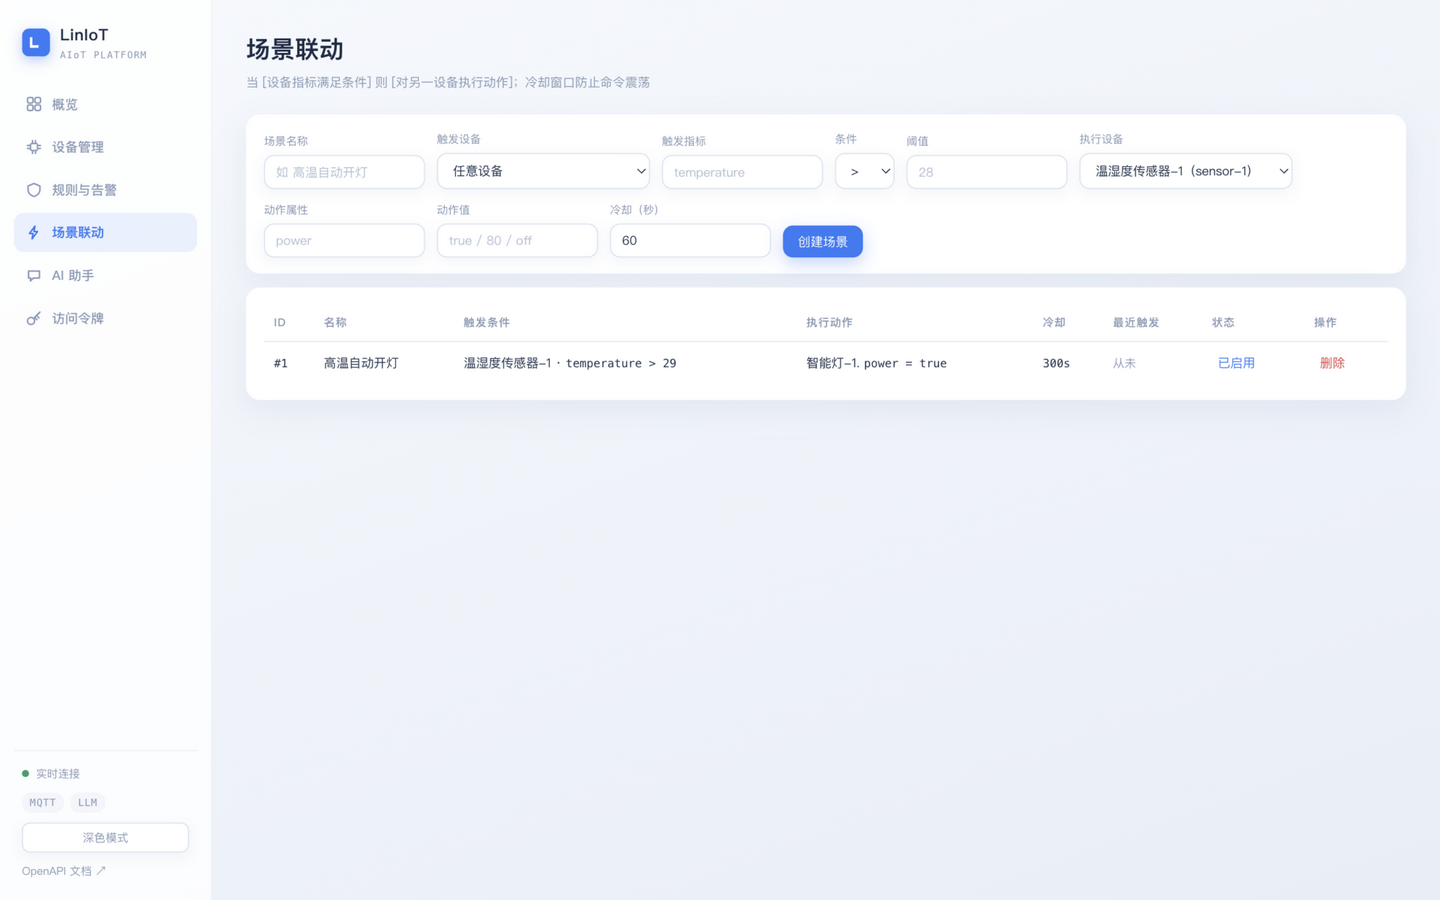 LinIoT
AIoT PLATFORM
概览
设备管理
规则与告警
场景联动
AI 助手
访问令牌
实时连接
MQTT LLM
深色模式
OpenAPI 文档 ↗
场景联动
当 [设备指标满足条件] 则 [对另一设备执行动作]；冷却窗口防止命令震荡
场景名称 触发设备 触发指标 条件 阈值 执行设备
如 高温自动开灯 任意设备 temperature > 28 温湿度传感器-1（sensor-1）
动作属性 动作值 冷却（秒）
power true / 80 / off 60 创建场景
ID 名称 触发条件 执行动作 冷却 最近触发 状态 操作
#1 高温自动开灯 温湿度传感器-1 · temperature > 29 智能灯-1. power = true 300s 从未 已启用 删除